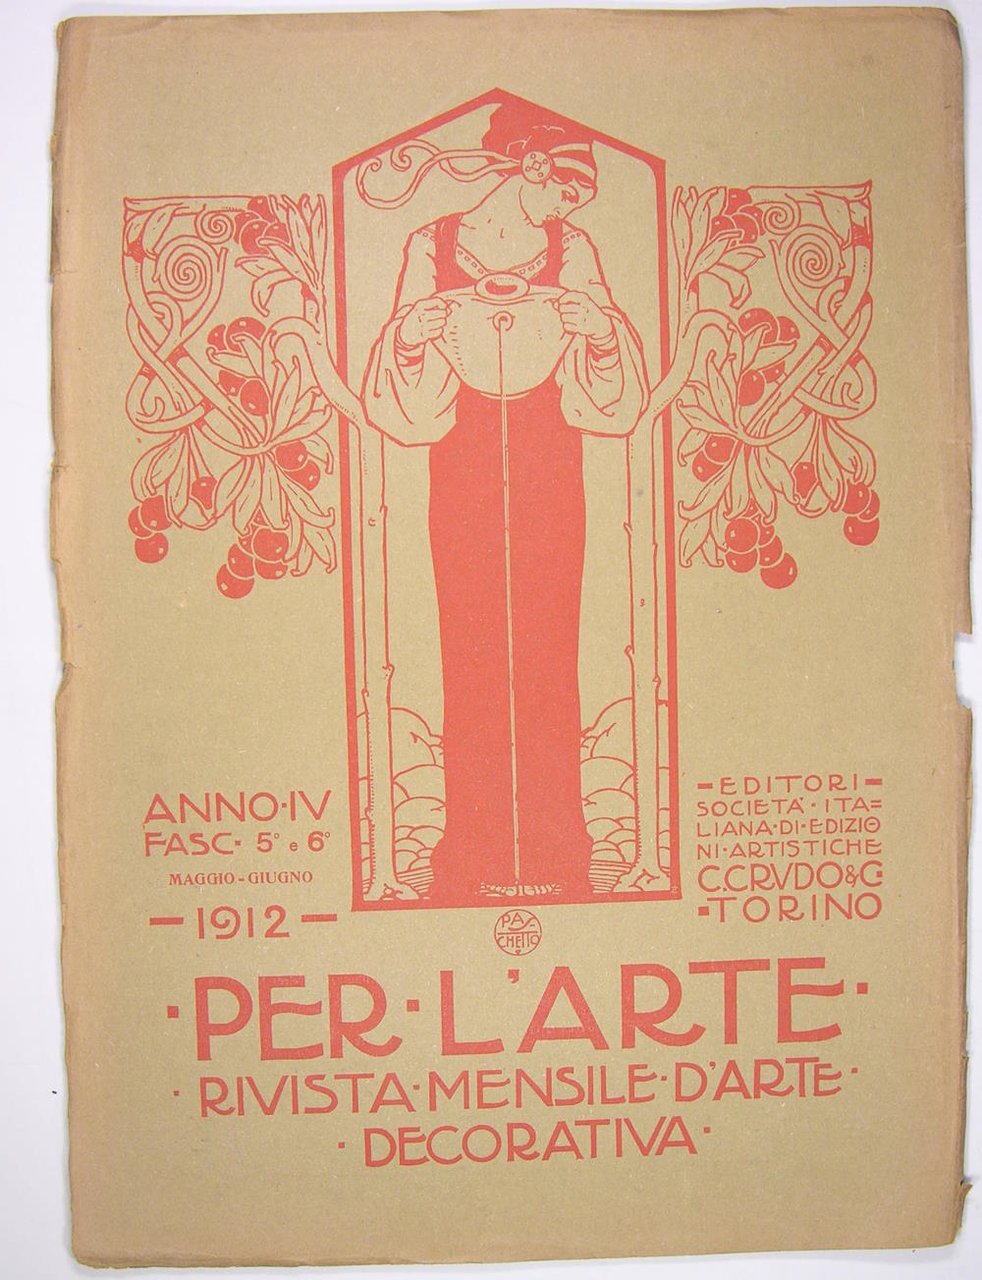 ANNO·IV
FASC· 5° e 6°
MAGGIO - GIUGNO
— 1912 —
– EDITORI –
SOCIETÀ · ITA=
LIANA·DI·EDIZIO
NI·ARTISTICHE
C.CRVDO&C·
·TORINO
PAS-
CHETTO
·PER·L'ARTE·
·RIVISTA·MENSILE·D'ARTE·
·DECORATIVA·